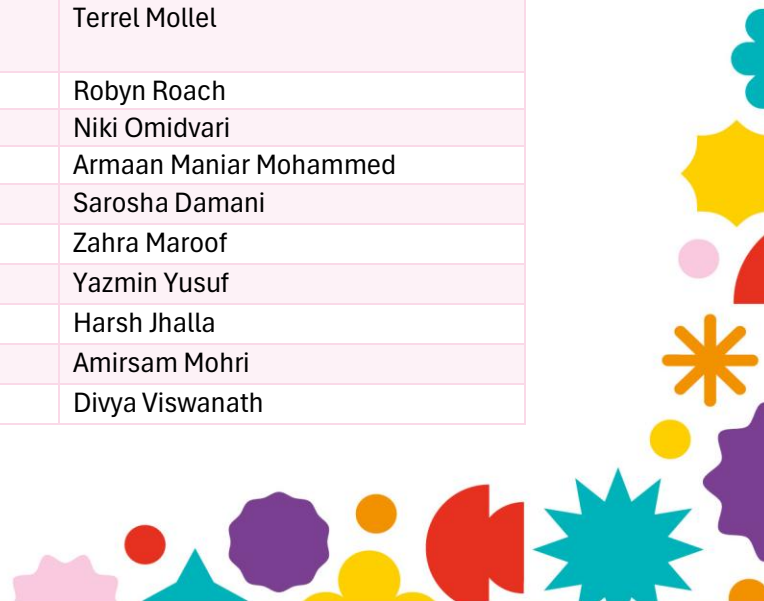 Terrel Mollel
Robyn Roach
Niki Omidvari
Armaan Maniar Mohammed
Sarosha Damani
Zahra Maroof
Yazmin Yusuf
Harsh Jhalla
Amirsam Mohri
Divya Viswanath